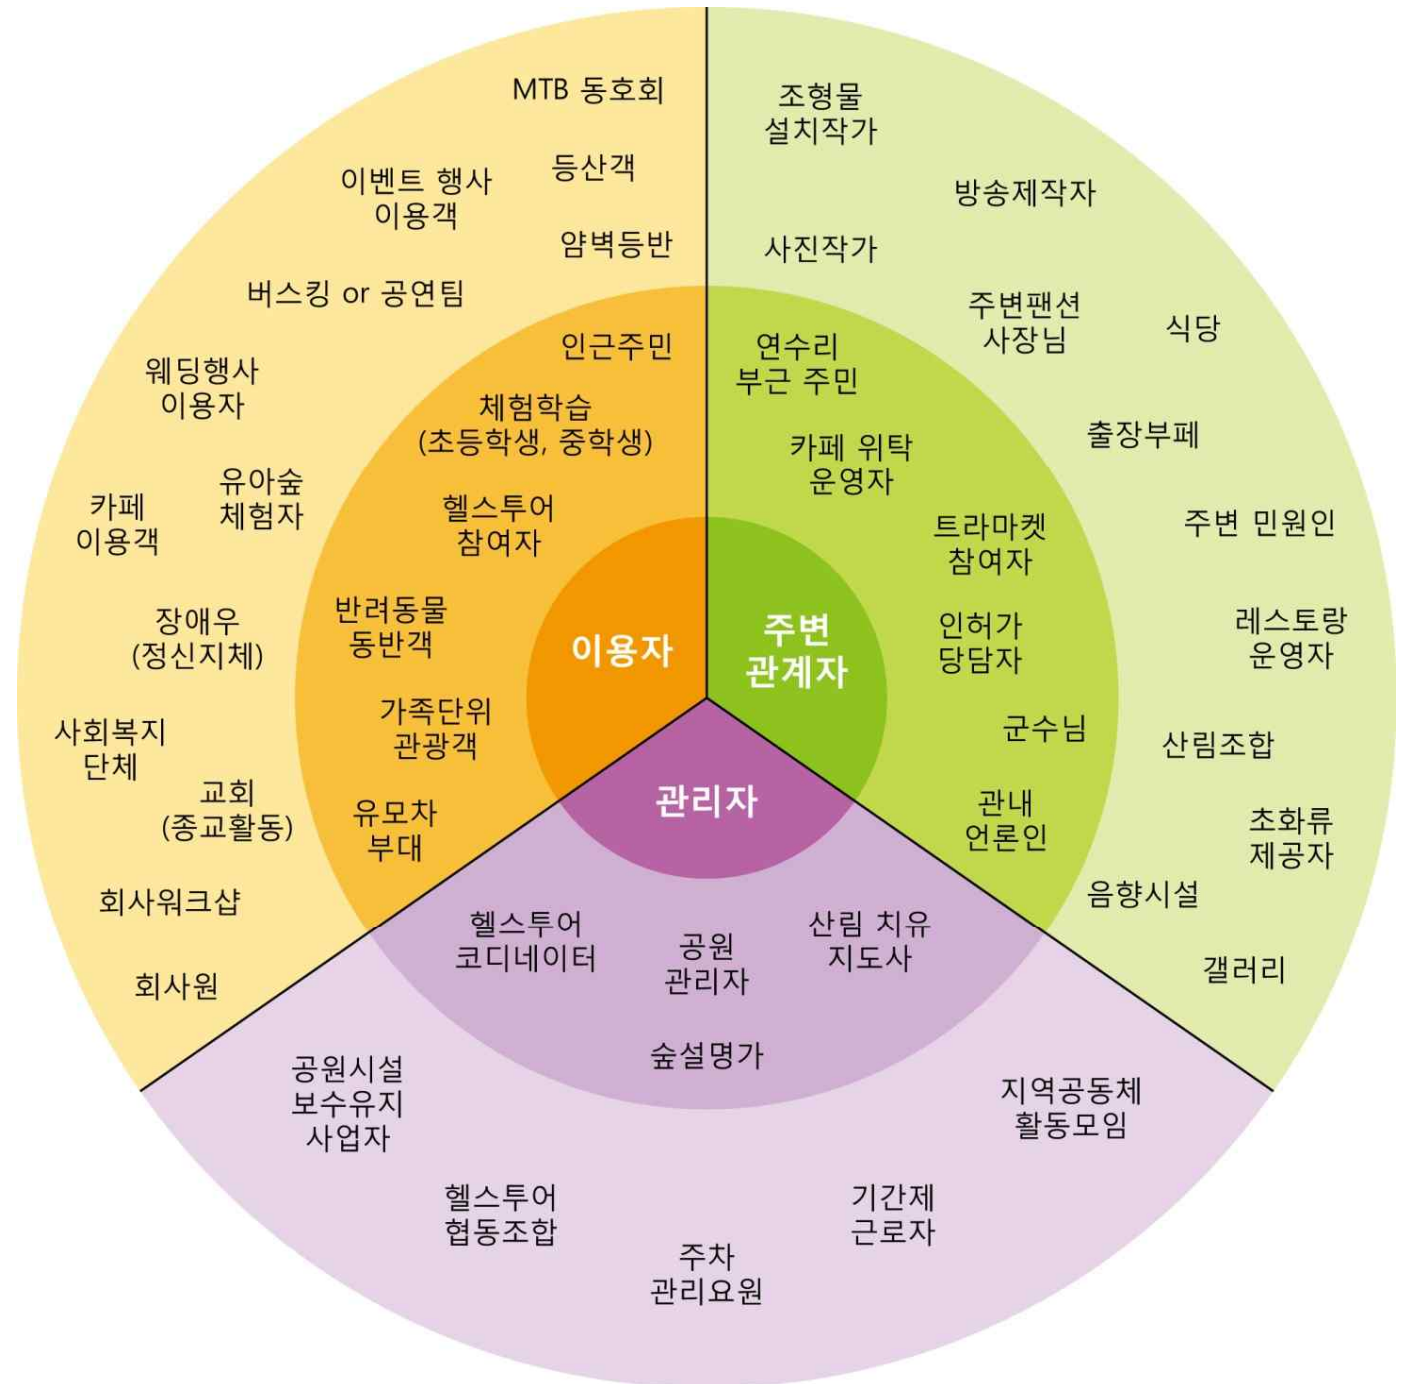 MTB 동호회
등산객
이벤트 행사
이용객
얌벽등반
버스킹 or 공연팀
웨딩행사
이용자
유아숲
체험자
카페
이용객
장애우
(정신지체)
사회복지
단체
교회
(종교활동)
회사워크샵
회사원
인근주민
체험학습
(초등학생, 중학생)
헬스투어
참여자
반려동물
동반객
가족단위
관광객
유모차
부대
이용자
조형물
설치작가
방송제작자
사진작가
주변팬션
사장님
식당
출장부페
주변 민원인
레스토랑
운영자
산림조합
초화류
제공자
음향시설
갤러리
연수리
부근 주민
카페 위탁
운영자
트라마켓
참여자
인허가
담당자
군수님
관내
언론인
주변
관계자
관리자
헬스투어
코디네이터
공원
관리자
산림 치유
지도사
숲설명가
공원시설
보수유지
사업자
헬스투어
협동조합
주차
관리요원
기간제
근로자
지역공동체
활동모임